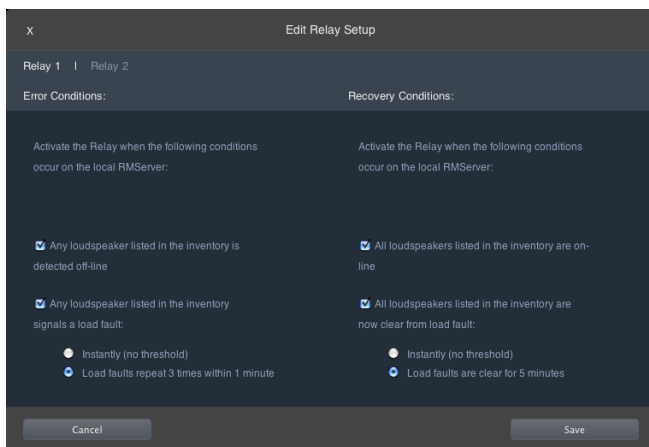 X
Edit Relay Setup
Relay 1 | Relay 2
Error Conditions:
Recovery Conditions:
Activate the Relay when the following conditions
occur on the local RMServer:
Any loudspeaker listed in the inventory is
detected off-line
Any loudspeaker listed in the inventory
signals a load fault:
Instantly (no threshold)
Load faults repeat 3 times within 1 minute
Activate the Relay when the following conditions
occur on the local RMServer:
All loudspeakers listed in the inventory are on-
line
All loudspeakers listed in the inventory are
now clear from load fault:
Instantly (no threshold)
Load faults are clear for 5 minutes
Cancel
Save